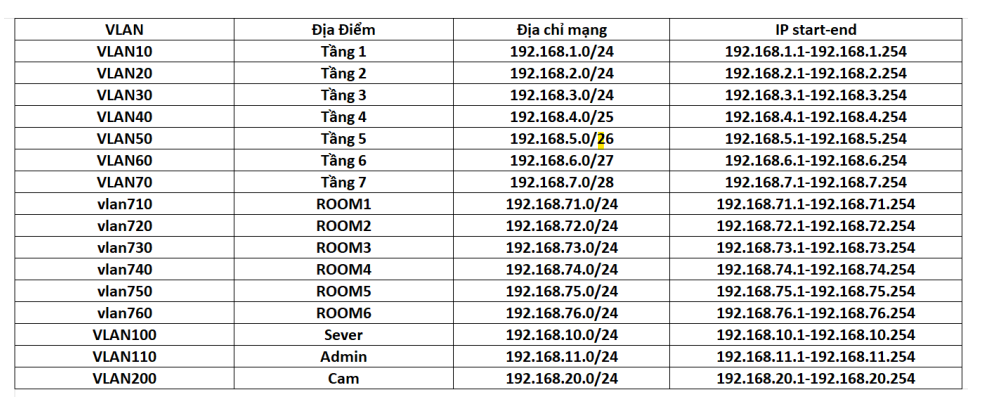 VLAN Địa Điểm Địa chỉ mạng IP start-end
VLAN10 Tầng 1 192.168.1.0/24 192.168.1.1-192.168.1.254
VLAN20 Tầng 2 192.168.2.0/24 192.168.2.1-192.168.2.254
VLAN30 Tầng 3 192.168.3.0/24 192.168.3.1-192.168.3.254
VLAN40 Tầng 4 192.168.4.0/25 192.168.4.1-192.168.4.254
VLAN50 Tầng 5 192.168.5.0/26 192.168.5.1-192.168.5.254
VLAN60 Tầng 6 192.168.6.0/27 192.168.6.1-192.168.6.254
VLAN70 Tầng 7 192.168.7.0/28 192.168.7.1-192.168.7.254
vlan710 ROOM1 192.168.71.0/24 192.168.71.1-192.168.71.254
vlan720 ROOM2 192.168.72.0/24 192.168.72.1-192.168.72.254
vlan730 ROOM3 192.168.73.0/24 192.168.73.1-192.168.73.254
vlan740 ROOM4 192.168.74.0/24 192.168.74.1-192.168.74.254
vlan750 ROOM5 192.168.75.0/24 192.168.75.1-192.168.75.254
vlan760 ROOM6 192.168.76.0/24 192.168.76.1-192.168.76.254
VLAN100 Sever 192.168.10.0/24 192.168.10.1-192.168.10.254
VLAN110 Admin 192.168.11.0/24 192.168.11.1-192.168.11.254
VLAN200 Cam 192.168.20.0/24 192.168.20.1-192.168.20.254